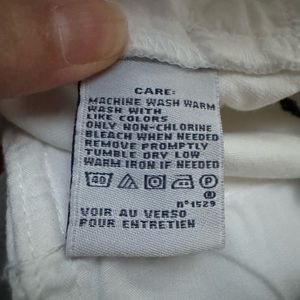 CARE:
MACHINE WASH WARM
WASH WITH
LIKE COLORS
ONLY NON-CHLORINE
BLEACH WHEN NEEDED
REMOVE PROMPTLY
TUMBLE DRY LOW
WARM IRON IF NEEDED
40 P
n°1529
VOIR AU VERSO
POUR ENTRETIEN